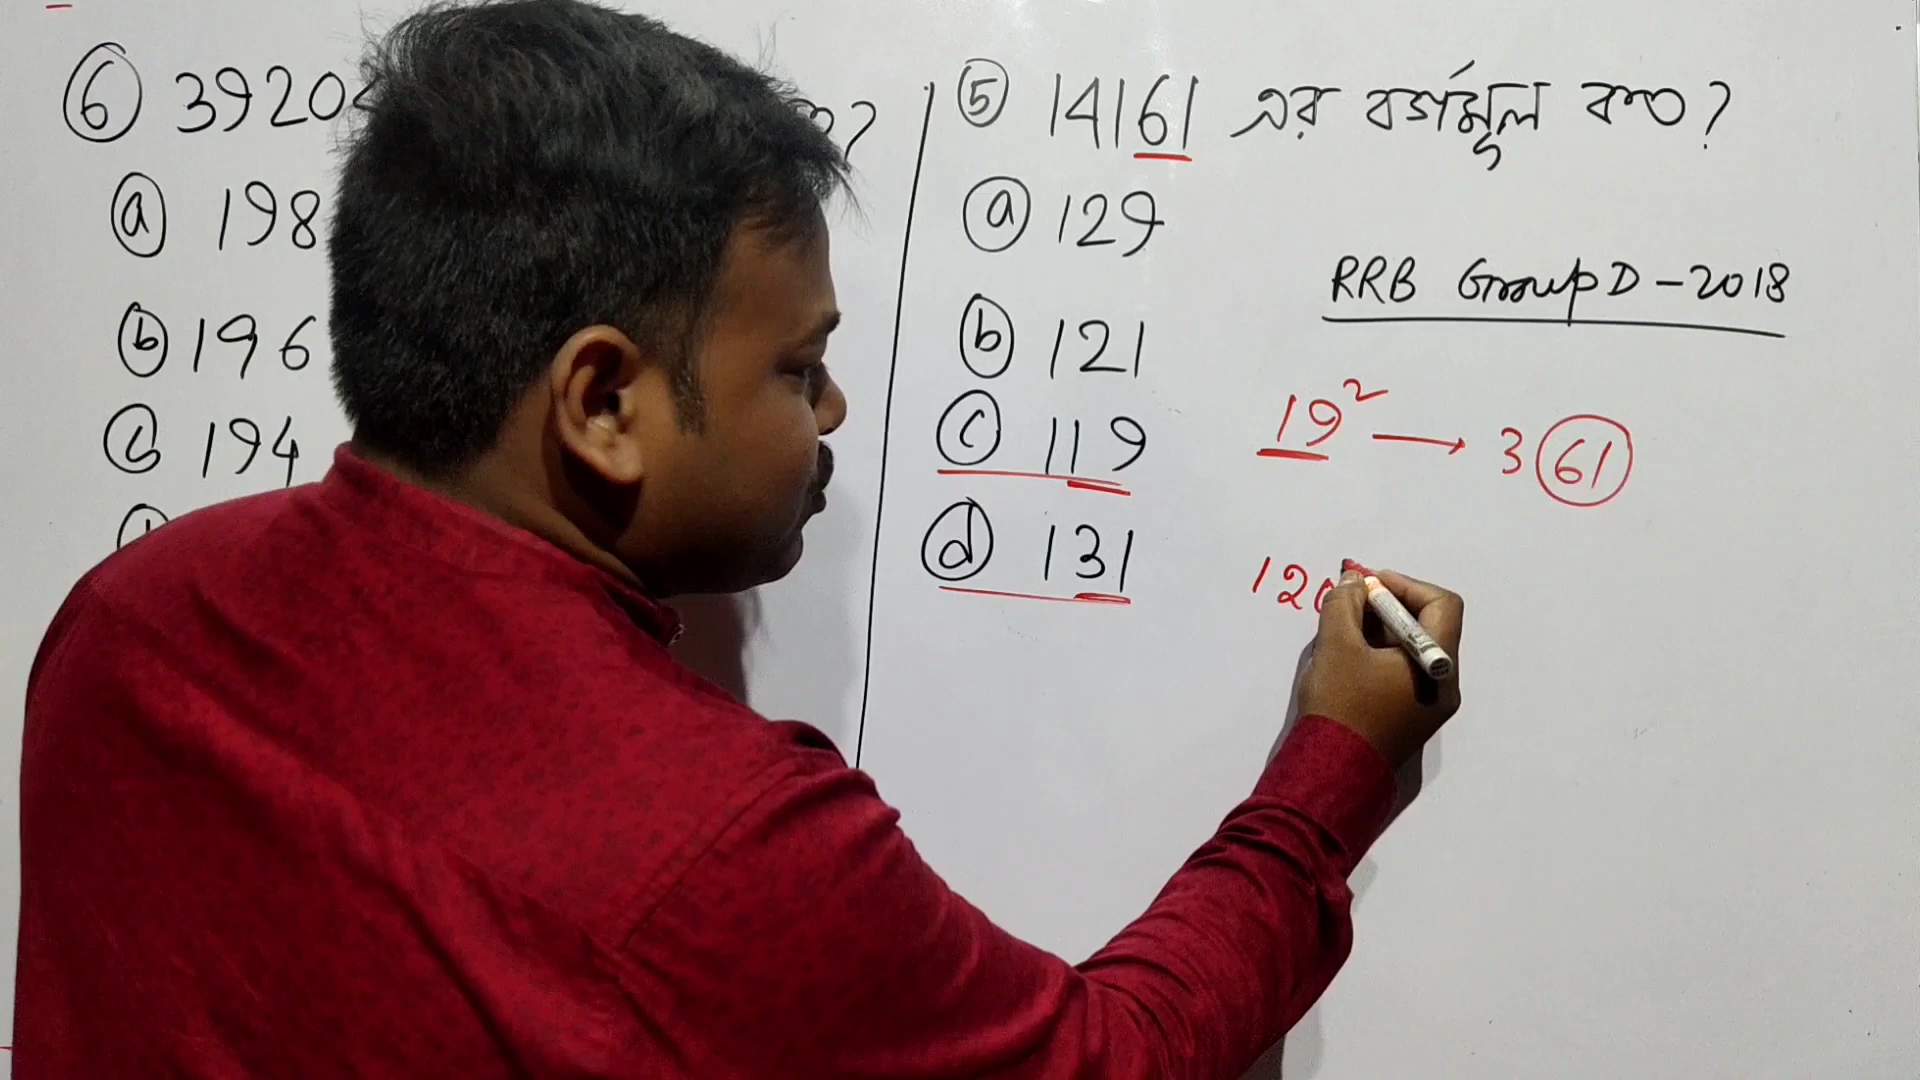 6 3920
a 198
b 196
c 194
5 14161 এর বর্গমূল কত?
a 129
b 121
c 119
d 131
RRB Group D - 2018
19² → 361
120